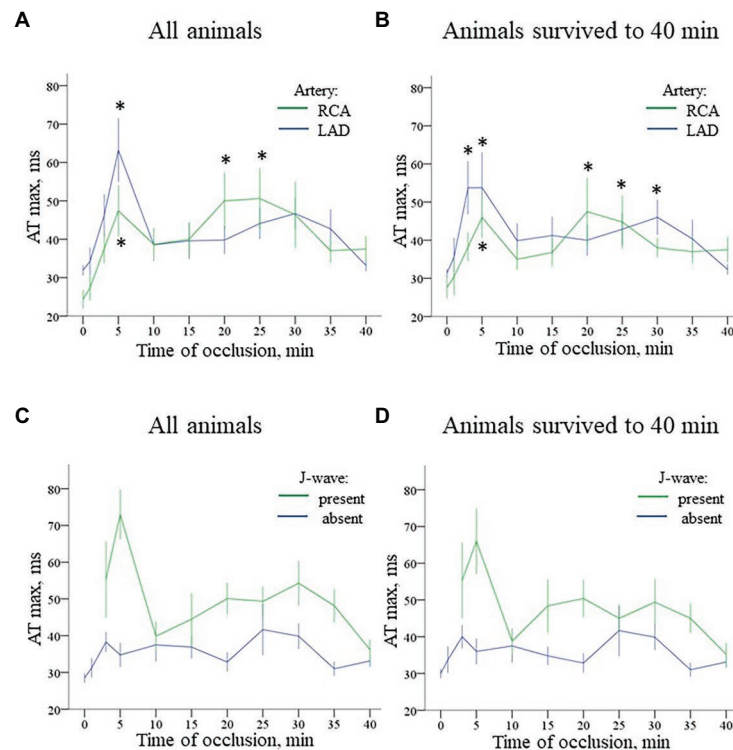 A
All animals
Artery:
RCA
LAD
AT max, ms
80
70
60
50
40
30
20
*
*
*
*
0 5 10 15 20 25 30 35 40
Time of occlusion, min
B
Animals survived to 40 min
Artery:
RCA
LAD
AT max, ms
80
70
60
50
40
30
20
* *
*
*
*
*
0 5 10 15 20 25 30 35 40
Time of occlusion, min
C
All animals
J-wave:
present
absent
AT max, ms
80
70
60
50
40
30
20
0 5 10 15 20 25 30 35 40
Time of occlusion, min
D
Animals survived to 40 min
J-wave:
present
absent
AT max, ms
80
70
60
50
40
30
20
0 5 10 15 20 25 30 35 40
Time of occlusion, min